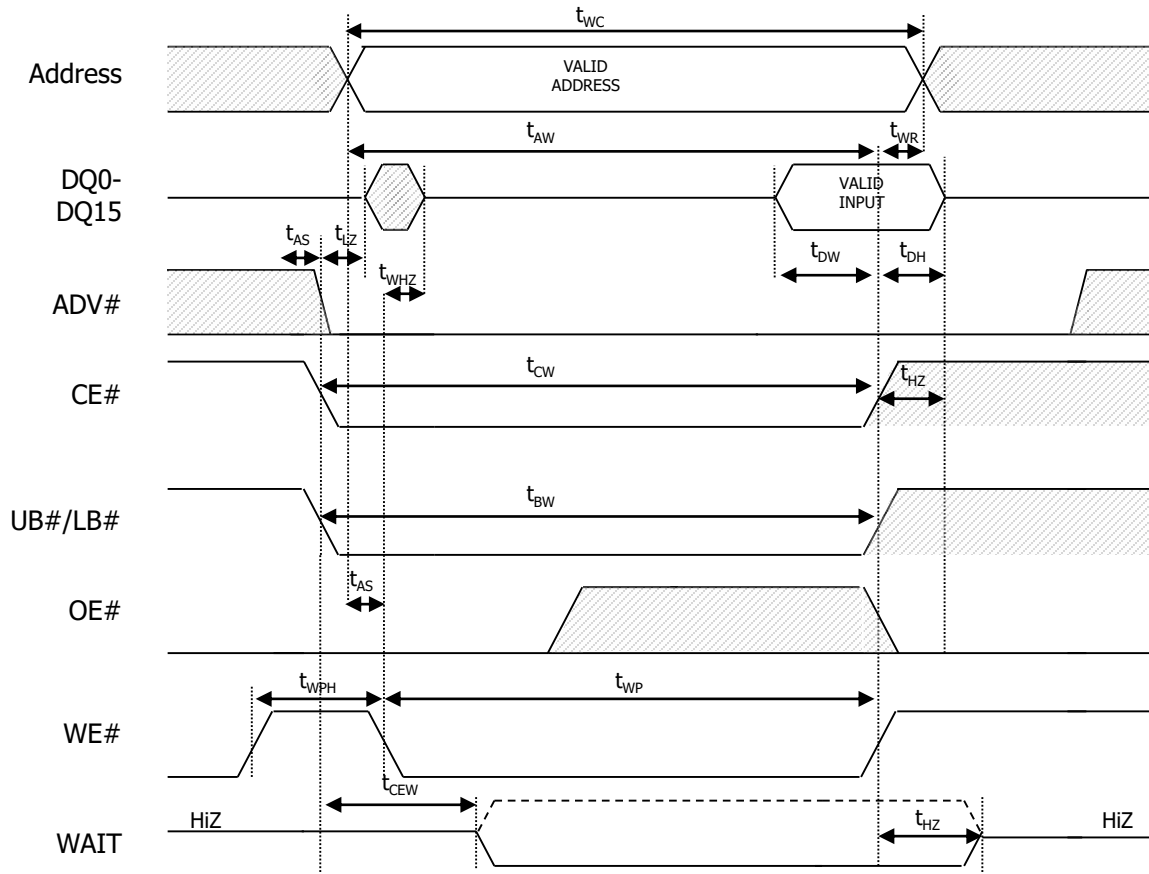 tWC
Address
VALID
ADDRESS
tAW
tWR
DQ0-
DQ15
VALID
INPUT
tAS
tLZ
tDW
tDH
tWHZ
ADV#
tCW
CE#
tHZ
tBW
UB#/LB#
tAS
OE#
tWPH
tWP
WE#
tCEW
HiZ
tHZ
HiZ
WAIT